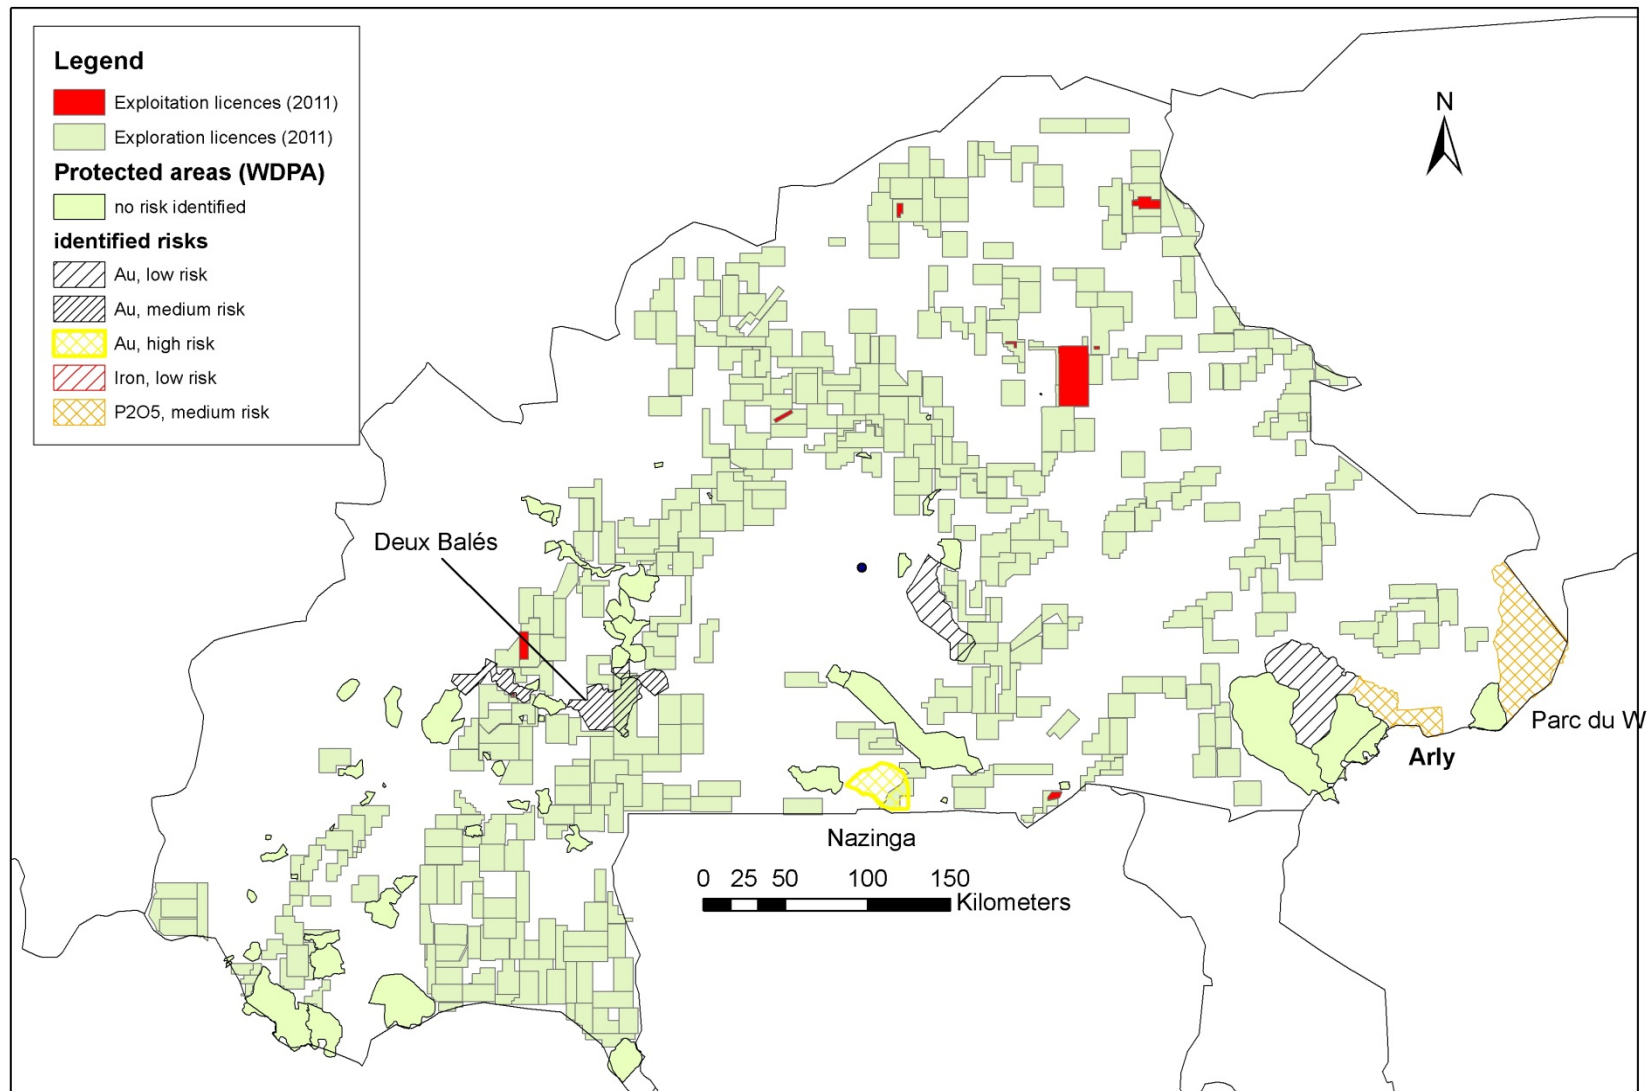 Legend
Exploitation licences (2011)
Exploration licences (2011)
Protected areas (WDPA)
no risk identified
identified risks
Au, low risk
Au, medium risk
Au, high risk
Iron, low risk
P2O5, medium risk
N
Deux Balés
Parc du W
Arly
Nazinga
0 25 50 100 150
Kilometers